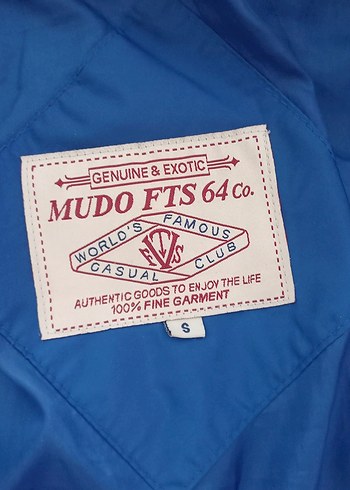 GENUINE & EXOTIC
MUDO FTS 64 Co.
WORLD'S FAMOUS
CASUAL CLUB
FTS
AUTHENTIC GOODS TO ENJOY THE LIFE
100% FINE GARMENT
S